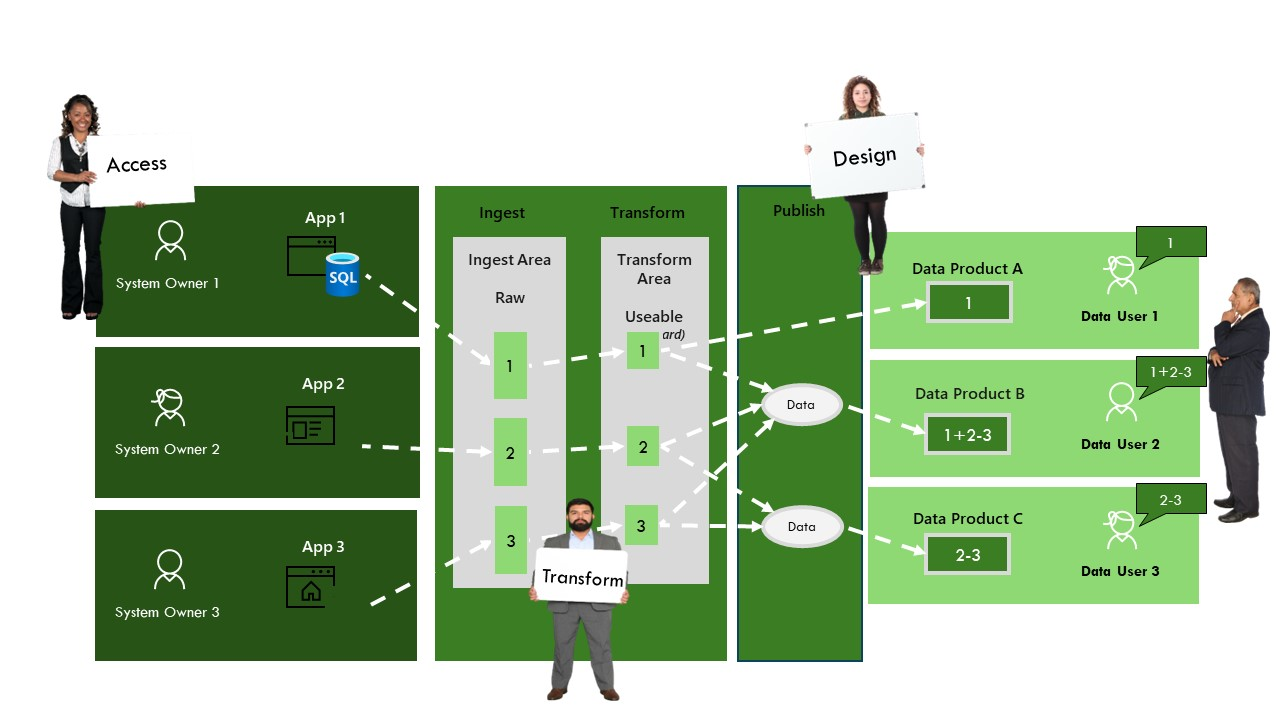 Access
Design
App 1
SQL
System Owner 1
App 2
System Owner 2
App 3
System Owner 3
Ingest
Transform
Ingest Area
Raw
1
2
3
Transform
Area
Useable
ard)
1
2
3
Transform
Publish
Data
Data
Data Product A
1
1
Data User 1
Data Product B
1+2-3
1+2-3
Data User 2
Data Product C
2-3
2-3
Data User 3